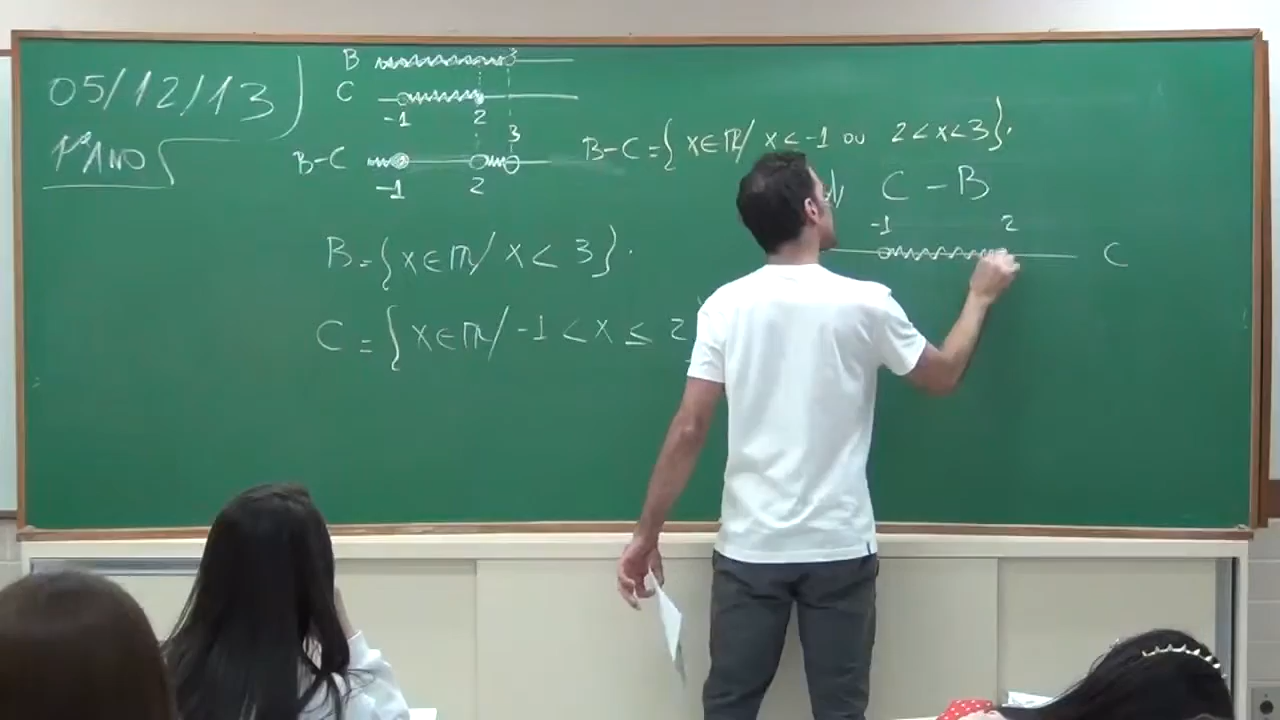 05/12/13)
1º ANO
B 3
C
-1 2
3
B-C
-1 2
B-C={x∈ℝ/ x<-1 ou 2<x<3}.
C-B
-1 2
C
B={x∈ℝ/ x<3}.
C={x∈ℝ/ -1<x≤2